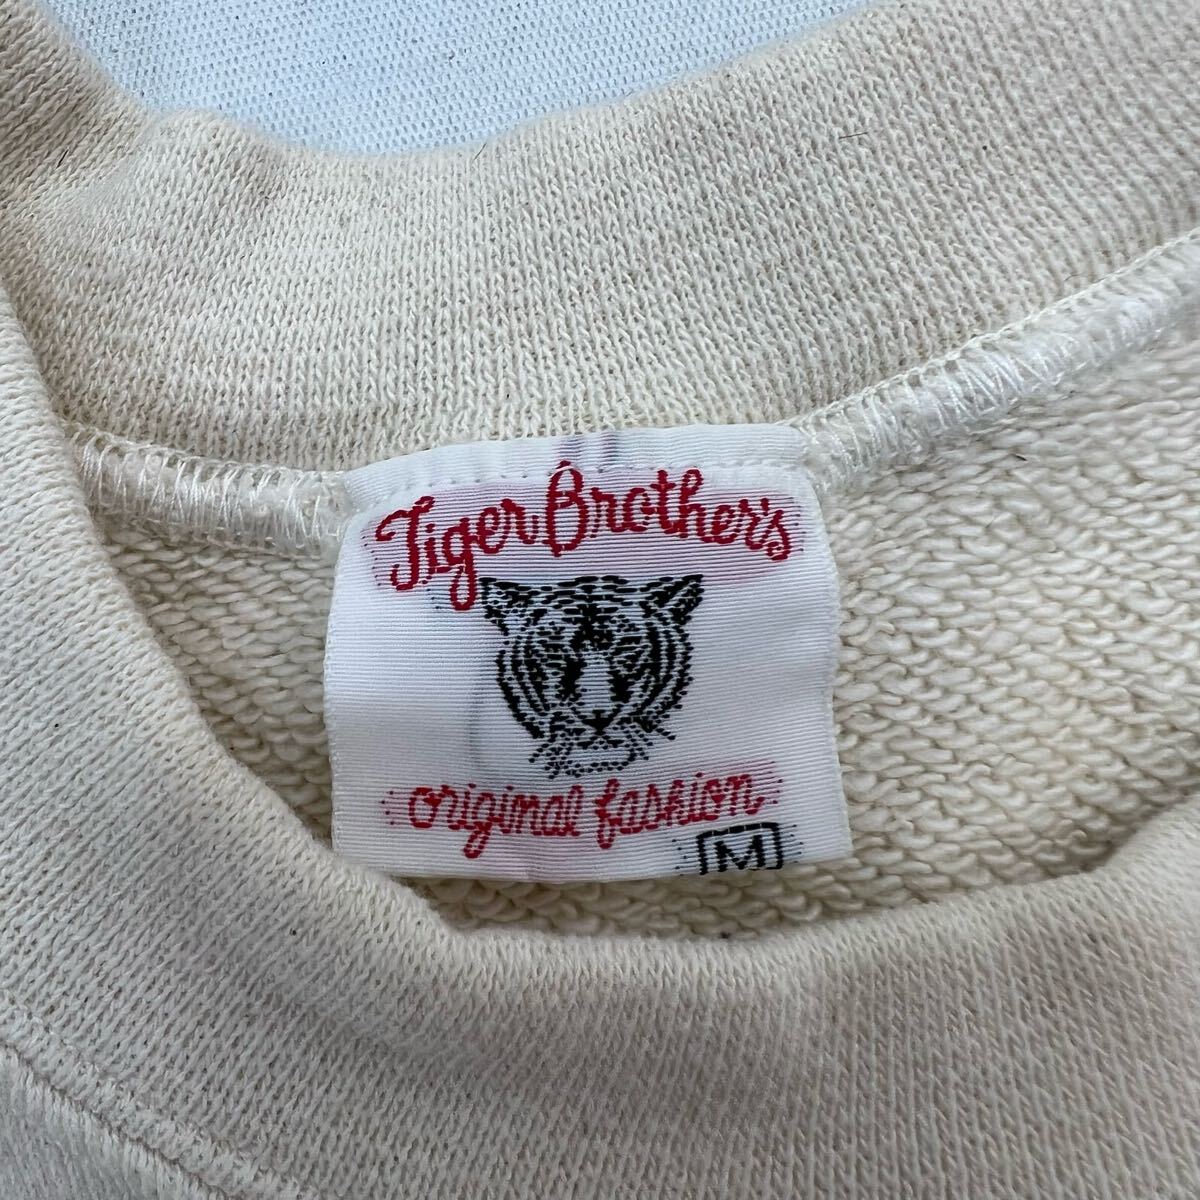 Tiger Brother's
original fashion
M